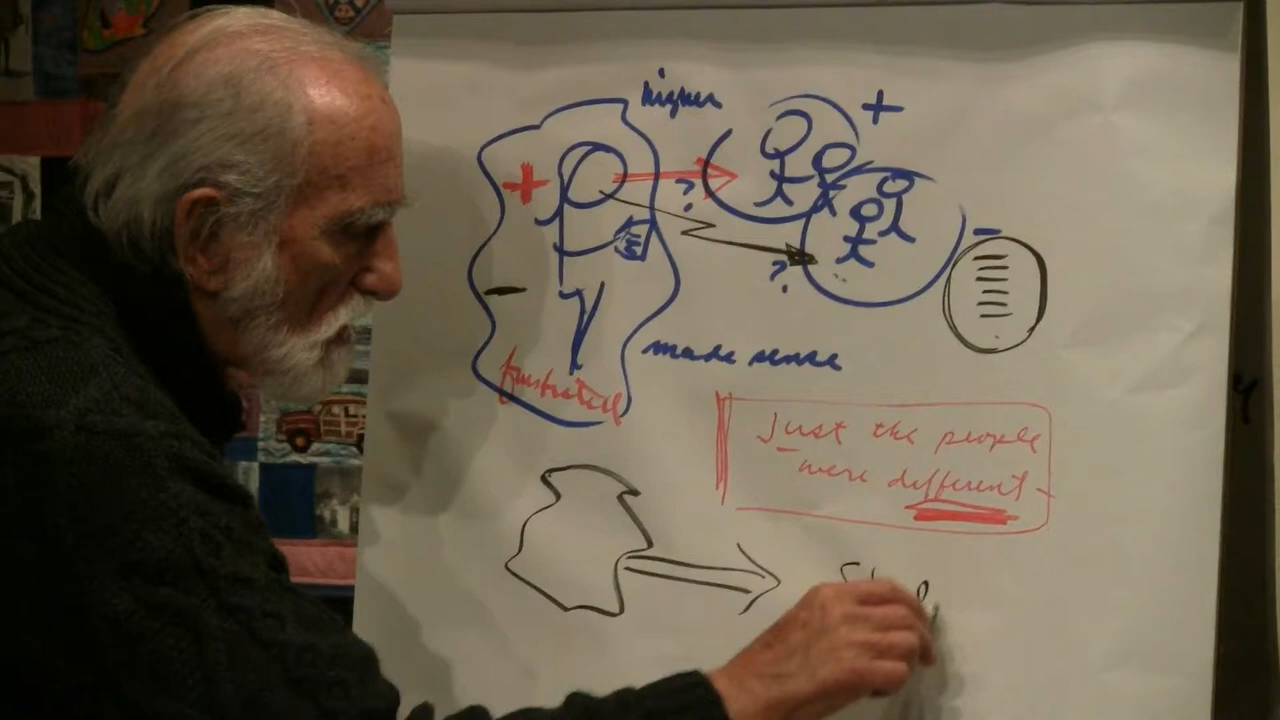 higher
+
+
?
-
?
-
made sense
frustrated
Just the people
were different -